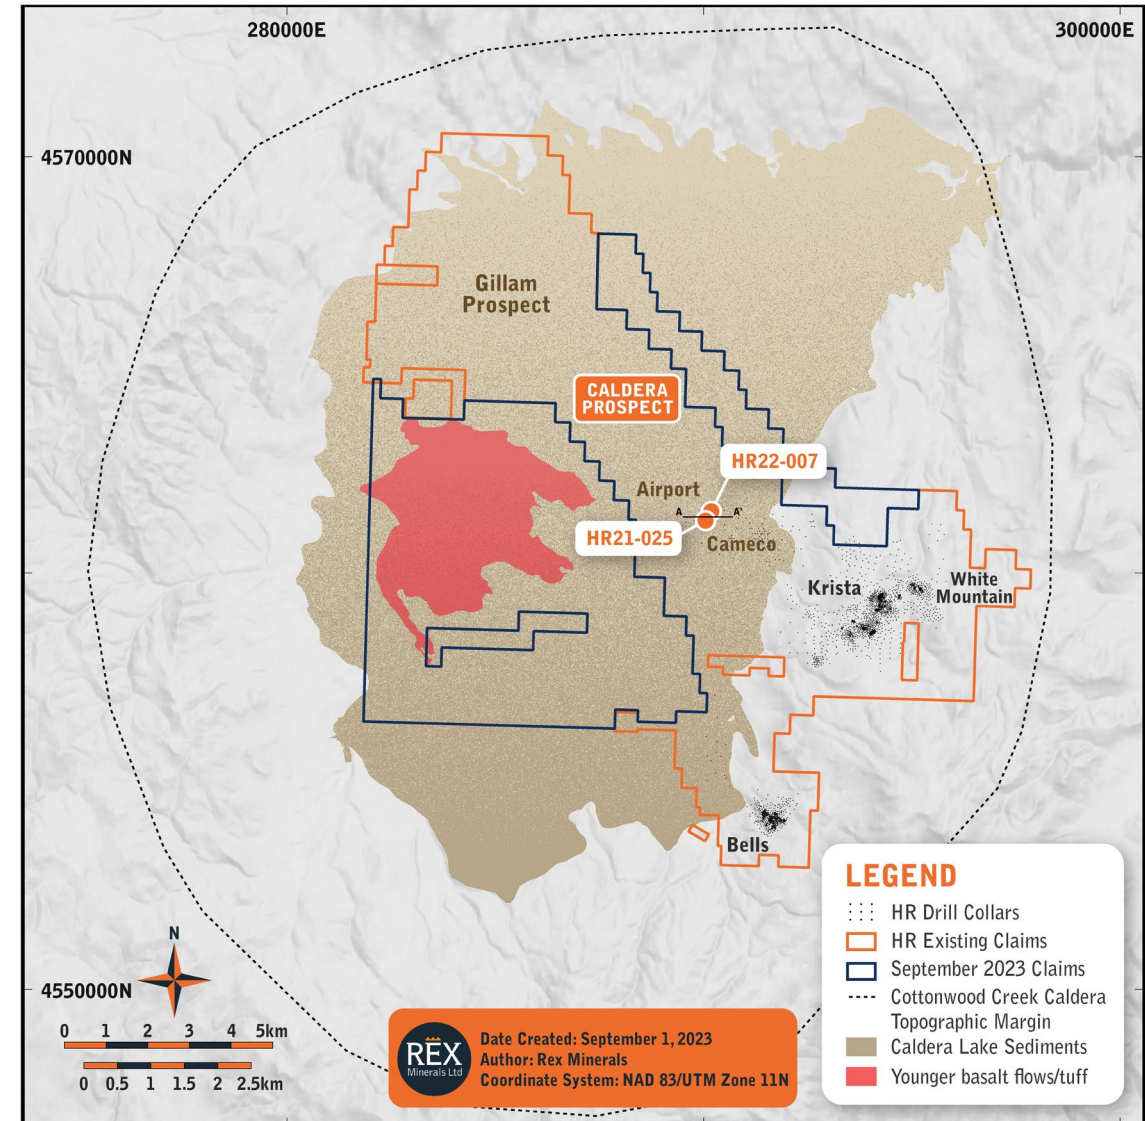 280000E
300000E
4570000N
Gillam
Prospect
CALDERA
PROSPECT
HR22-007
Airport
A
A'
HR21-025
Cameco
Krista
White
Mountain
Bells
LEGEND
HR Drill Collars
HR Existing Claims
September 2023 Claims
Cottonwood Creek Caldera
Topographic Margin
Caldera Lake Sediments
Younger basalt flows/tuff
N
4550000N
0 1 2 3 4 5km
0 0.5 1 1.5 2 2.5km
REX
Minerals Ltd
Date Created: September 1, 2023
Author: Rex Minerals
Coordinate System: NAD 83/UTM Zone 11N